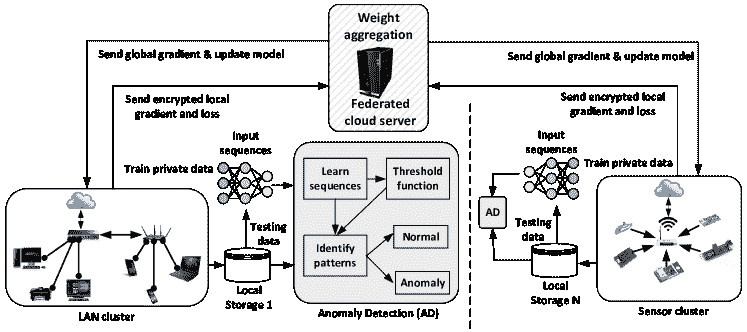 Weight
aggregation
Federated
cloud server
Send global gradient & update model
Send encrypted local
gradient and loss
Send global gradient & update model
Send encrypted local
gradient and loss
Input
sequences
Train private data
Testing
data
Local
Storage 1
LAN cluster
Learn
sequences
Threshold
function
Identify
patterns
Normal
Anomaly
Anomaly Detection (AD)
Input
sequences
Train private data
AD
Testing
data
Local
Storage N
Sensor cluster